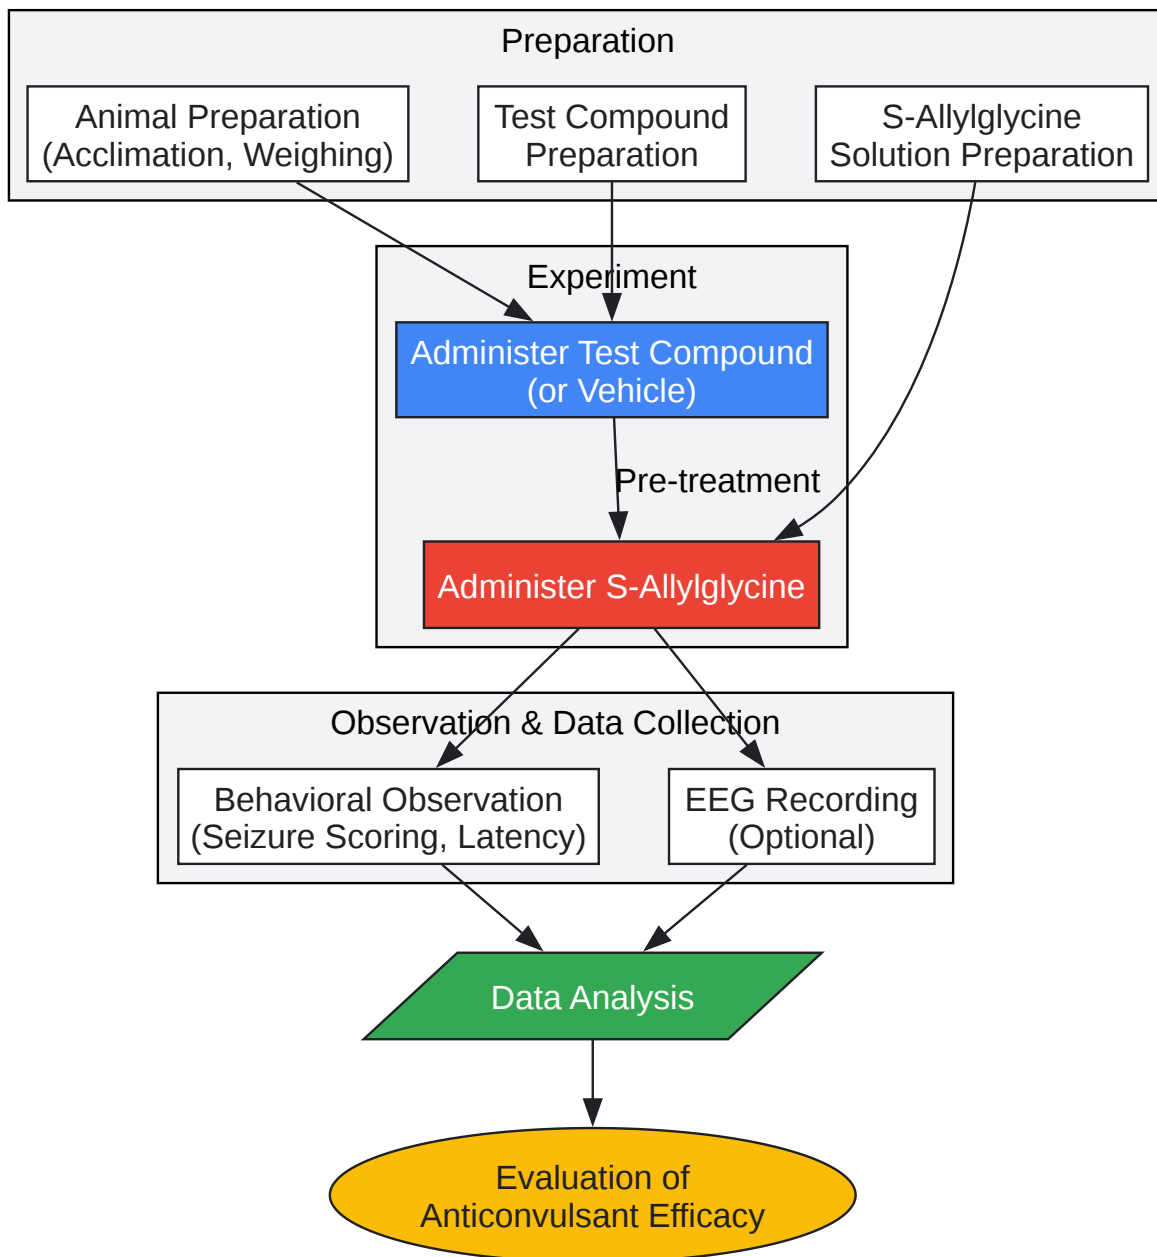 Preparation
Animal Preparation
(Acclimation, Weighing)
Test Compound
Preparation
S-Allylglycine
Solution Preparation
Experiment
Administer Test Compound
(or Vehicle)
Pre-treatment
Administer S-Allylglycine
Observation & Data Collection
Behavioral Observation
(Seizure Scoring, Latency)
EEG Recording
(Optional)
Data Analysis
Evaluation of
Anticonvulsant Efficacy